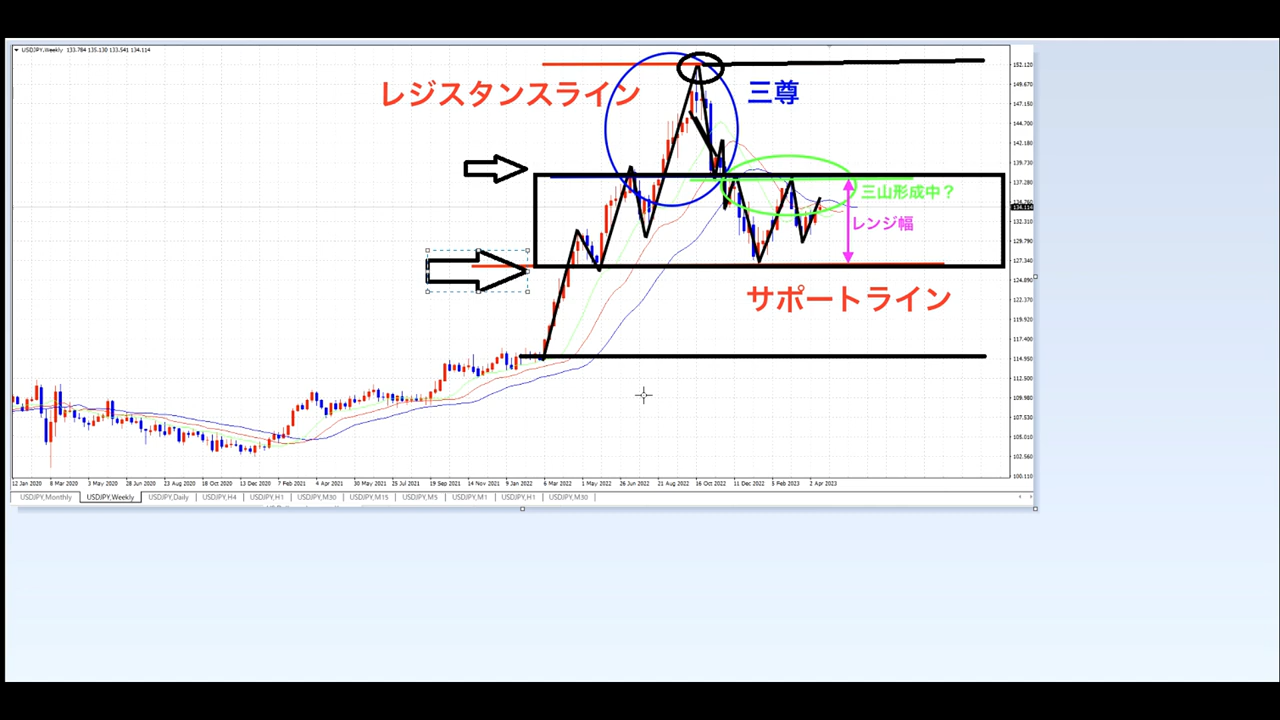 USDJPY,Weekly 133.784 135.130 133.541 134.114
レジスタンスライン
三尊
三山形成中？
レンジ幅
サポートライン
152.120
149.670
147.150
144.700
142.180
139.730
137.280
134.760
134.114
132.310
129.790
127.340
124.890
122.370
119.920
117.400
114.950
112.500
109.980
107.530
105.010
102.560
100.110
12 Jan 2020 8 Mar 2020 3 May 2020 28 Jun 2020 23 Aug 2020 18 Oct 2020 13 Dec 2020 7 Feb 2021 4 Apr 2021 30 May 2021 25 Jul 2021 19 Sep 2021 14 Nov 2021 9 Jan 2022 6 Mar 2022 1 May 2022 26 Jun 2022 21 Aug 2022 16 Oct 2022 11 Dec 2022 5 Feb 2023 2 Apr 2023
USDJPY,Monthly USDJPY,Weekly USDJPY,Daily USDJPY,H4 USDJPY,H1 USDJPY,M30 USDJPY,M15 USDJPY,M5 USDJPY,M1 USDJPY,H1 USDJPY,M30